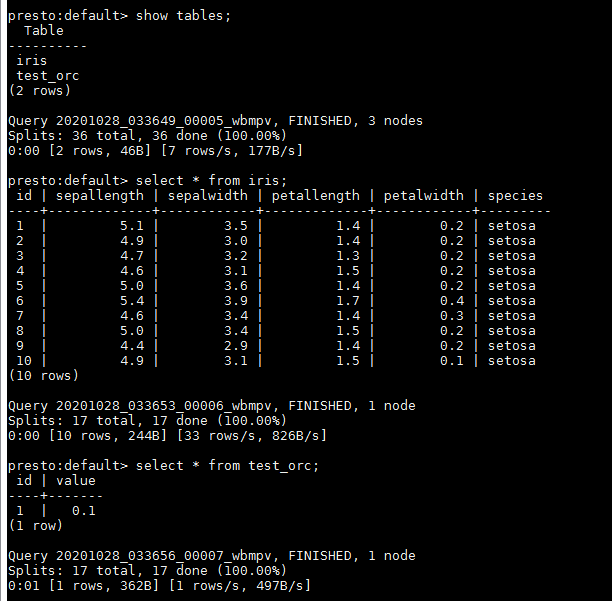 presto:default> show tables;
  Table
----------
 iris
 test_orc
(2 rows)

Query 20201028_033649_00005_wbmpv, FINISHED, 3 nodes
Splits: 36 total, 36 done (100.00%)
0:00 [2 rows, 46B] [7 rows/s, 177B/s]

presto:default> select * from iris;
 id | sepallength | sepalwidth | petallength | petalwidth | species
----+-------------+------------+-------------+------------+---------
 1  |         5.1 |        3.5 |         1.4 |        0.2 | setosa
 2  |         4.9 |        3.0 |         1.4 |        0.2 | setosa
 3  |         4.7 |        3.2 |         1.3 |        0.2 | setosa
 4  |         4.6 |        3.1 |         1.5 |        0.2 | setosa
 5  |         5.0 |        3.6 |         1.4 |        0.2 | setosa
 6  |         5.4 |        3.9 |         1.7 |        0.4 | setosa
 7  |         4.6 |        3.4 |         1.4 |        0.3 | setosa
 8  |         5.0 |        3.4 |         1.5 |        0.2 | setosa
 9  |         4.4 |        2.9 |         1.4 |        0.2 | setosa
 10 |         4.9 |        3.1 |         1.5 |        0.1 | setosa
(10 rows)

Query 20201028_033653_00006_wbmpv, FINISHED, 1 node
Splits: 17 total, 17 done (100.00%)
0:00 [10 rows, 244B] [33 rows/s, 826B/s]

presto:default> select * from test_orc;
 id | value
----+-------
 1  |   0.1
(1 row)

Query 20201028_033656_00007_wbmpv, FINISHED, 1 node
Splits: 17 total, 17 done (100.00%)
0:01 [1 rows, 362B] [1 rows/s, 497B/s]